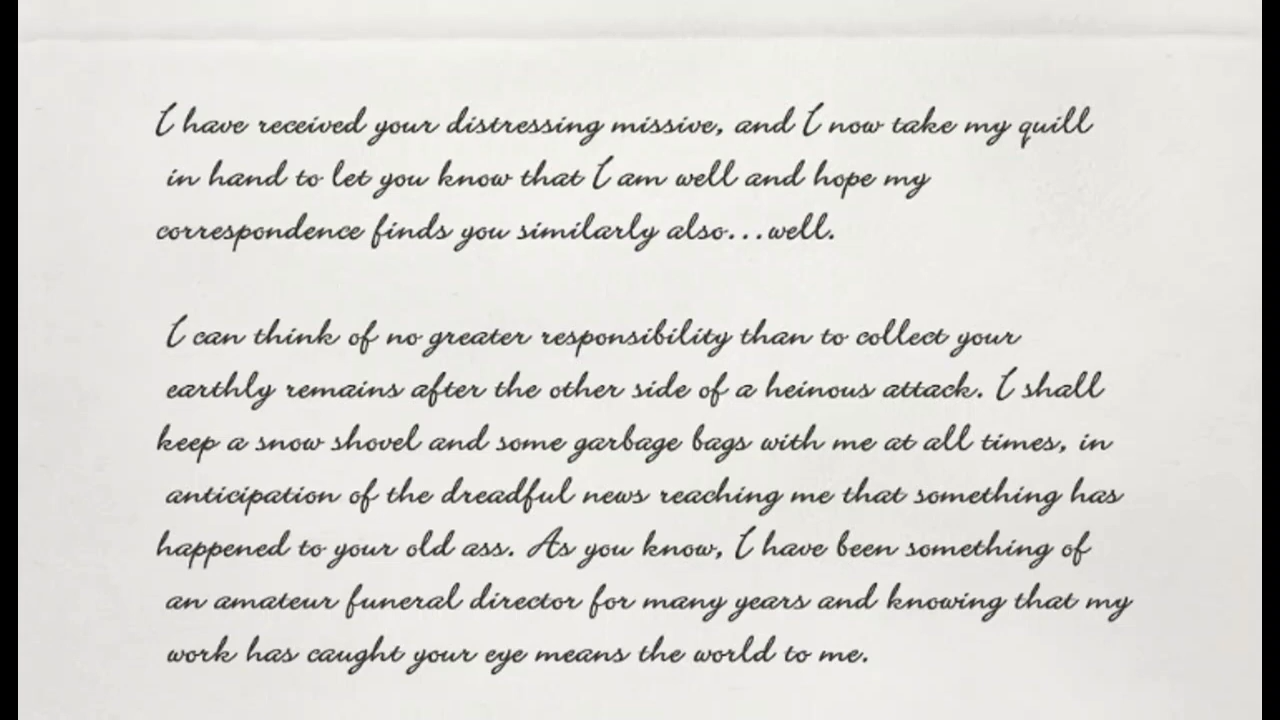 I have received your distressing missive, and I now take my quill
in hand to let you know that I am well and hope my
correspondence finds you similarly also...well.
I can think of no greater responsibility than to collect your
earthly remains after the other side of a heinous attack. I shall
keep a snow shovel and some garbage bags with me at all times, in
anticipation of the dreadful news reaching me that something has
happened to your old ass. As you know, I have been something of
an amateur funeral director for many years and knowing that my
work has caught your eye means the world to me.